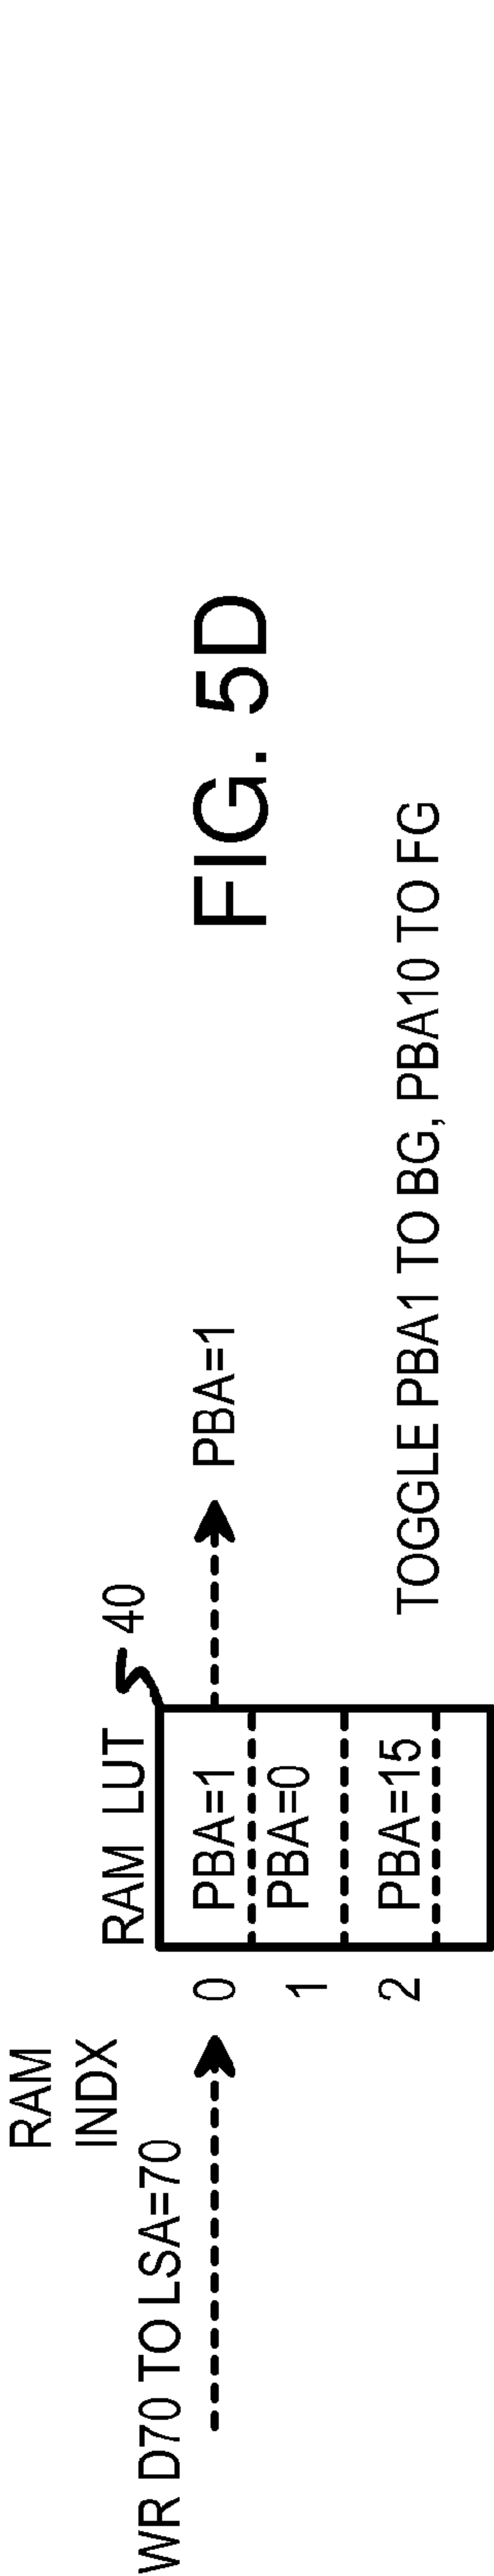 RAM
INDX
RAM LUT 40
WR D70 TO LSA=70
0 PBA=1 PBA=1
FIG. 5D
1 PBA=0
2 PBA=15
TOGGLE PBA1 TO BG, PBA10 TO FG